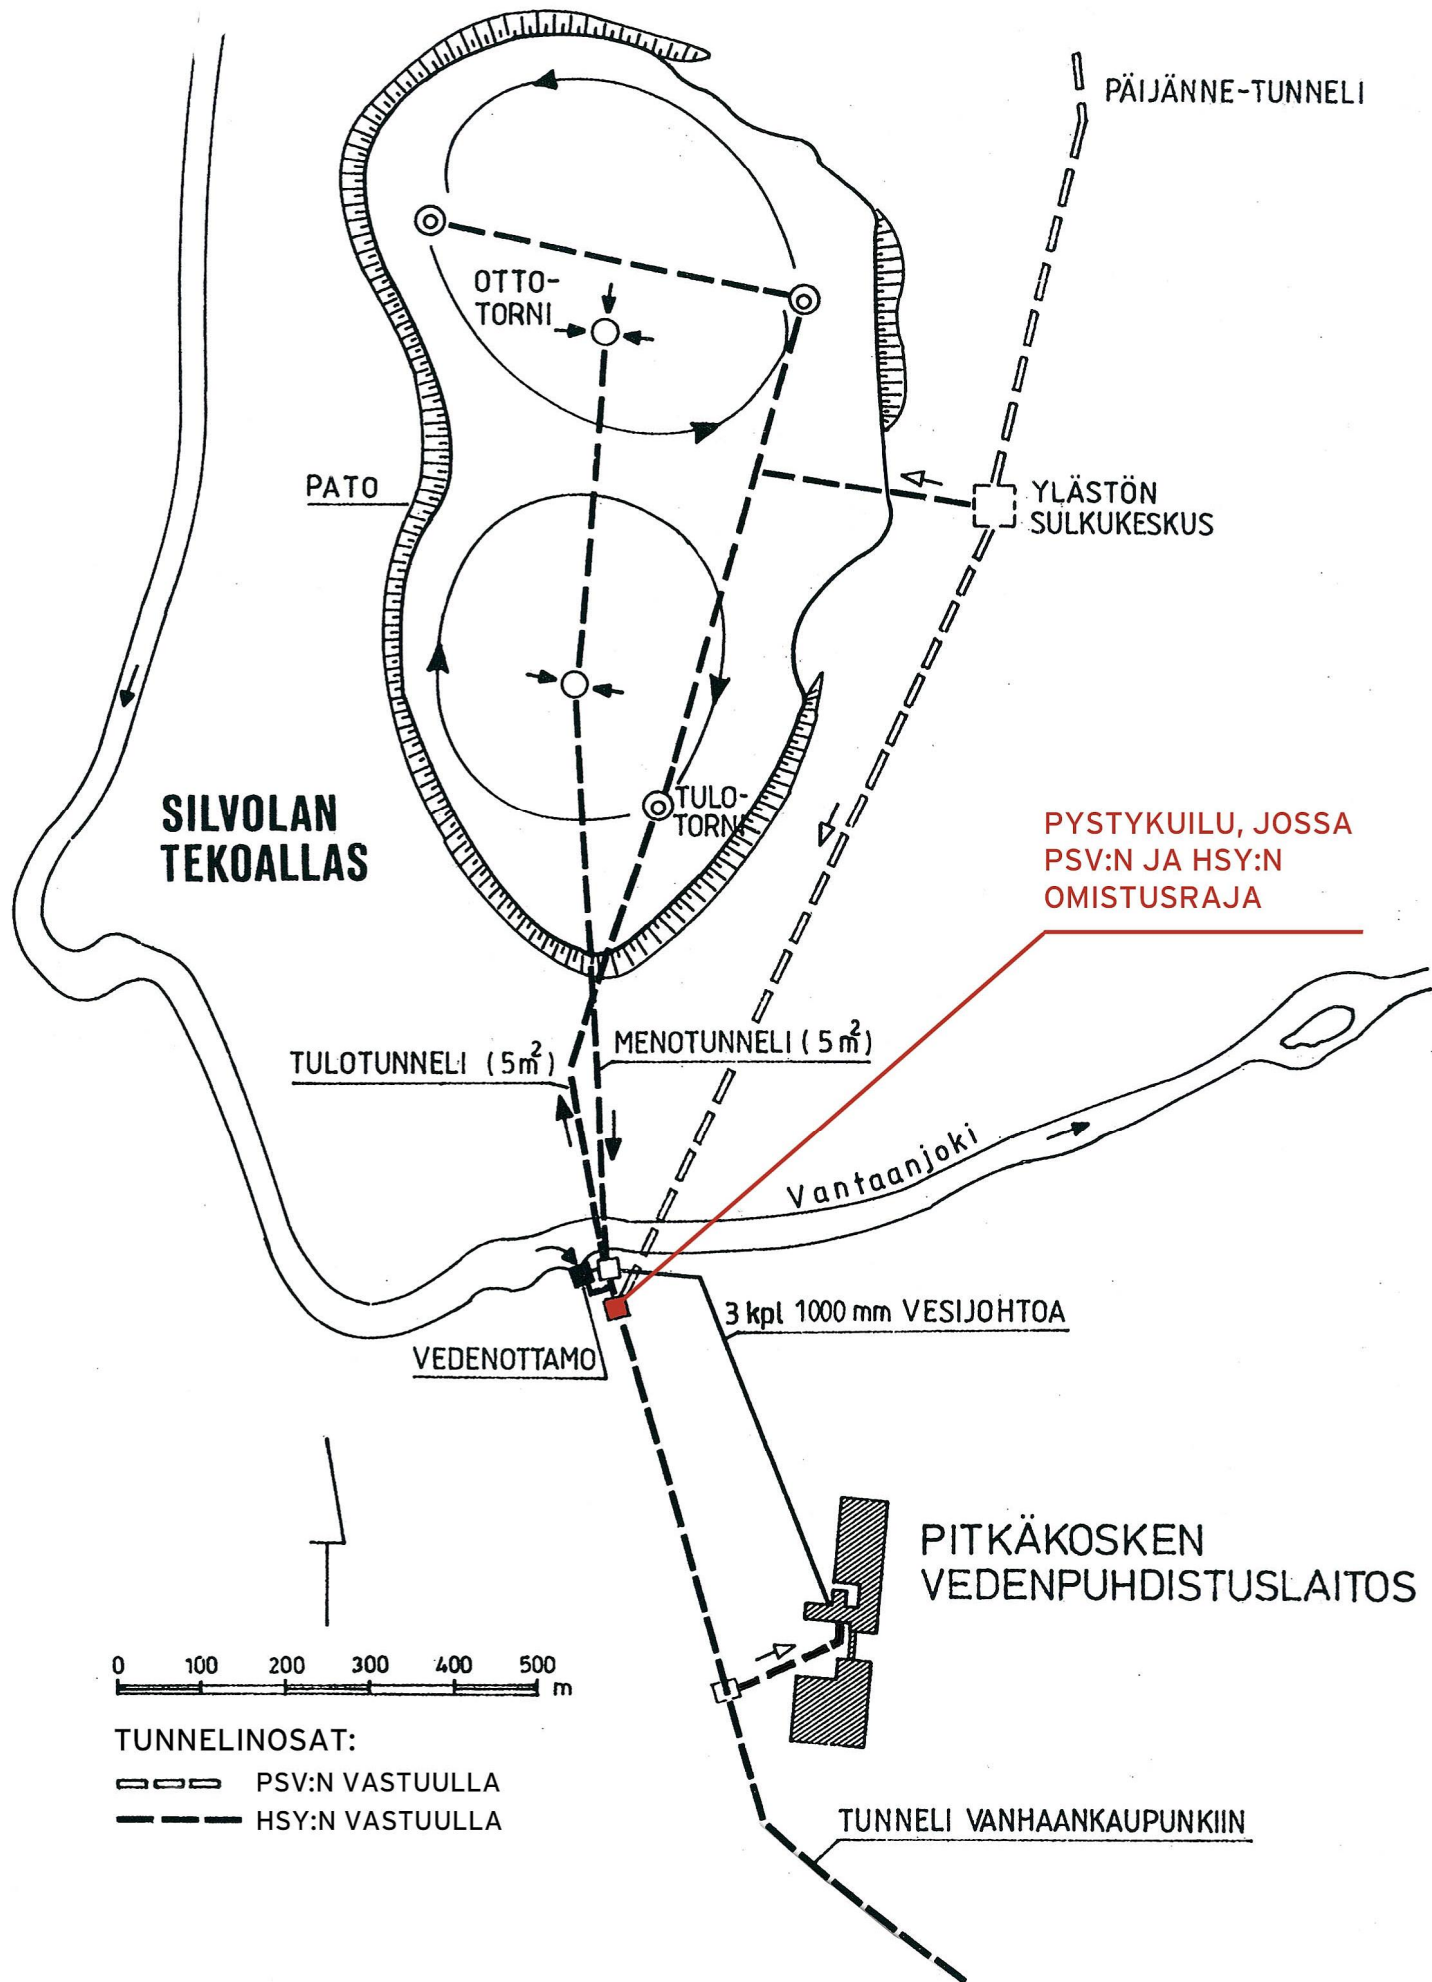 PÄIJÄNNE-TUNNELI
OTTO-
TORNI
PATO
YLÄSTÖN
SULKUKESKUS
SILVOLAN
TEKOALLAS
TULO-
TORNI
PYSTYKUILU, JOSSA
PSV:N JA HSY:N
OMISTUSRAJA
TULOTUNNELI (5m²)
MENOTUNNELI (5m²)
Vantaanjoki
3 kpl 1000 mm VESIJOHTOA
VEDENOTTAMO
PITKÄKOSKEN
VEDENPUHDISTUSLAITOS
0 100 200 300 400 500 m
TUNNELINOSAT:
PSV:N VASTUULLA
HSY:N VASTUULLA
TUNNELI VANHAANKAUPUNKIIN